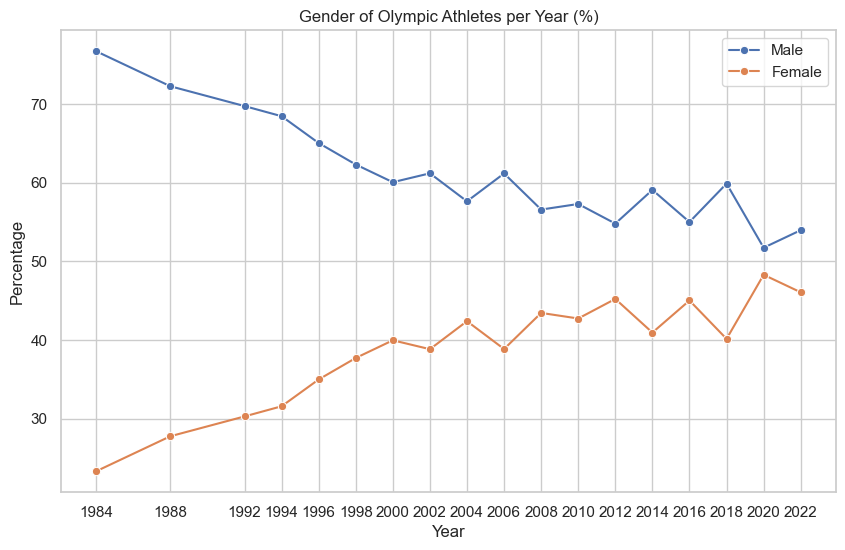 Gender of Olympic Athletes per Year (%)
Male
Female
Percentage
70
60
50
40
30
1984 1988 1992 1994 1996 1998 2000 2002 2004 2006 2008 2010 2012 2014 2016 2018 2020 2022
Year